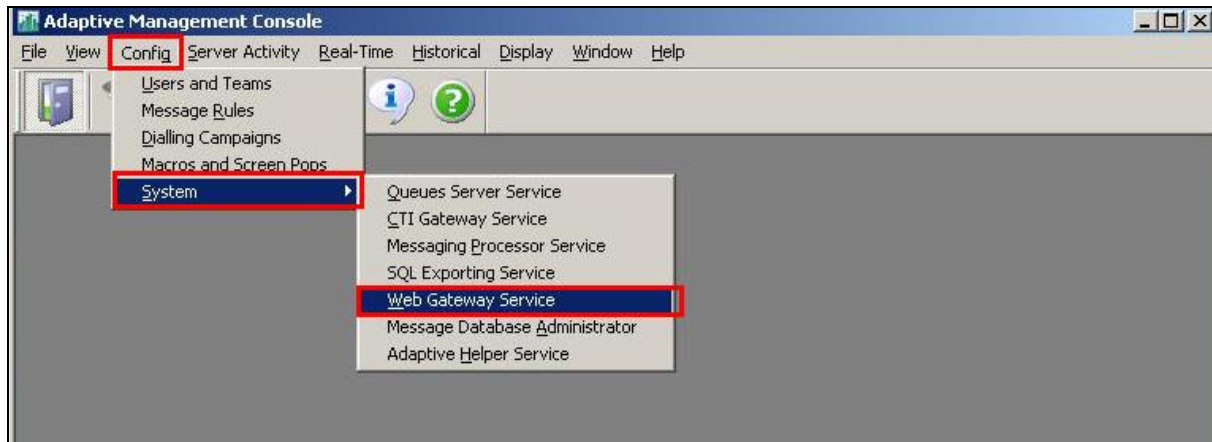 Adaptive Management Console
File View Config Server Activity Real-Time Historical Display Window Help
Users and Teams
Message Rules
Dialling Campaigns
Macros and Screen Pops
System
Queues Server Service
CTI Gateway Service
Messaging Processor Service
SQL Exporting Service
Web Gateway Service
Message Database Administrator
Adaptive Helper Service